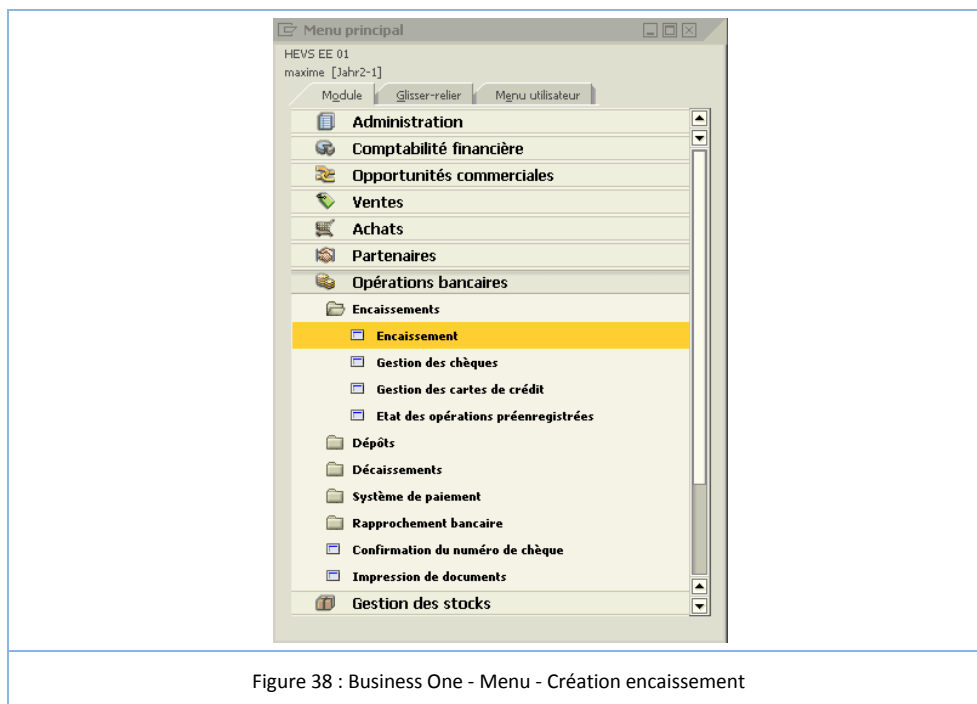 Menu principal
HEVS EE 01
maxime [Jahr2-1]
Module Glisser-relier Menu utilisateur
Administration
Comptabilité financière
Opportunités commerciales
Ventes
Achats
Partenaires
Opérations bancaires
Encaissements
Encaissement
Gestion des chèques
Gestion des cartes de crédit
Etat des opérations préenregistrées
Dépôts
Décaissements
Système de paiement
Rapprochement bancaire
Confirmation du numéro de chèque
Impression de documents
Gestion des stocks
Figure 38 : Business One - Menu - Création encaissement